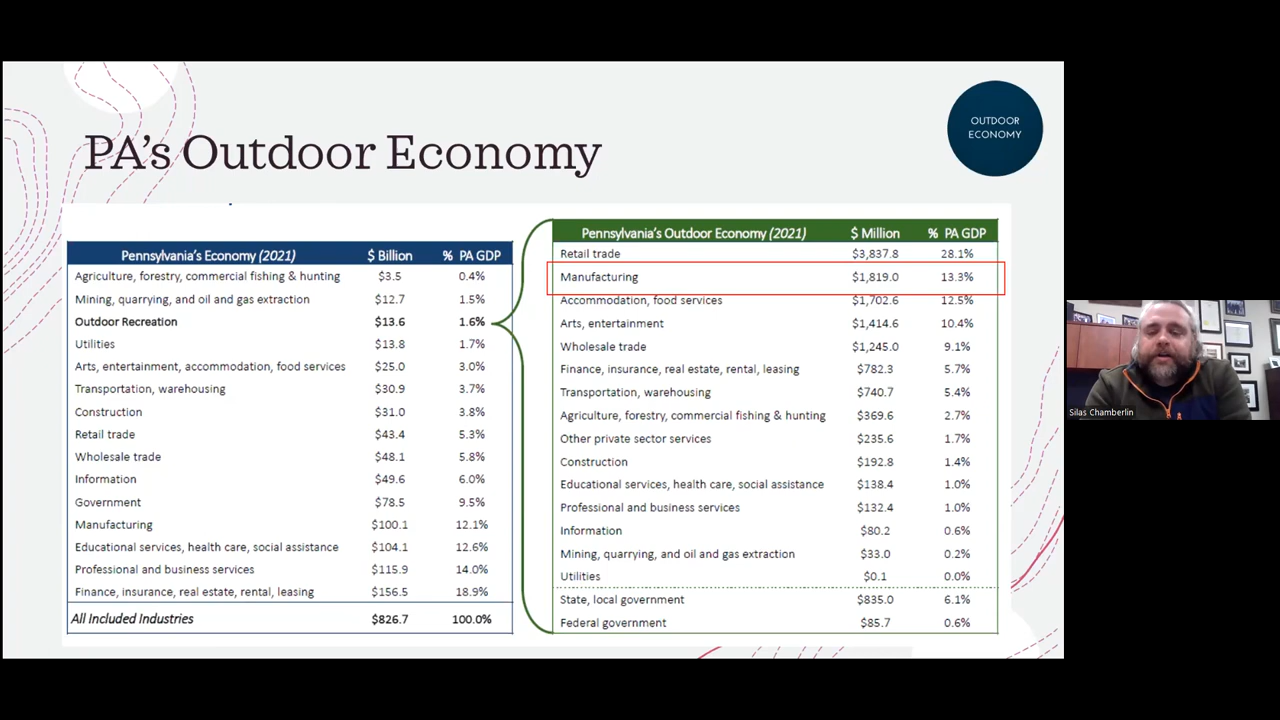 OUTDOOR
ECONOMY
PA's Outdoor Economy
Pennsylvania's Economy (2021) $ Billion % PA GDP
Agriculture, forestry, commercial fishing & hunting $3.5 0.4%
Mining, quarrying, and oil and gas extraction $12.7 1.5%
Outdoor Recreation $13.6 1.6%
Utilities $13.8 1.7%
Arts, entertainment, accommodation, food services $25.0 3.0%
Transportation, warehousing $30.9 3.7%
Construction $31.0 3.8%
Retail trade $43.4 5.3%
Wholesale trade $48.1 5.8%
Information $49.6 6.0%
Government $78.5 9.5%
Manufacturing $100.1 12.1%
Educational services, health care, social assistance $104.1 12.6%
Professional and business services $115.9 14.0%
Finance, insurance, real estate, rental, leasing $156.5 18.9%
All Included Industries $826.7 100.0%
Pennsylvania's Outdoor Economy (2021) $ Million % PA GDP
Retail trade $3,837.8 28.1%
Manufacturing $1,819.0 13.3%
Accommodation, food services $1,702.6 12.5%
Arts, entertainment $1,414.6 10.4%
Wholesale trade $1,245.0 9.1%
Finance, insurance, real estate, rental, leasing $782.3 5.7%
Transportation, warehousing $740.7 5.4%
Agriculture, forestry, commercial fishing & hunting $369.6 2.7%
Other private sector services $235.6 1.7%
Construction $192.8 1.4%
Educational services, health care, social assistance $138.4 1.0%
Professional and business services $132.4 1.0%
Information $80.2 0.6%
Mining, quarrying, and oil and gas extraction $33.0 0.2%
Utilities $0.1 0.0%
State, local government $835.0 6.1%
Federal government $85.7 0.6%
Silas Chamberlin